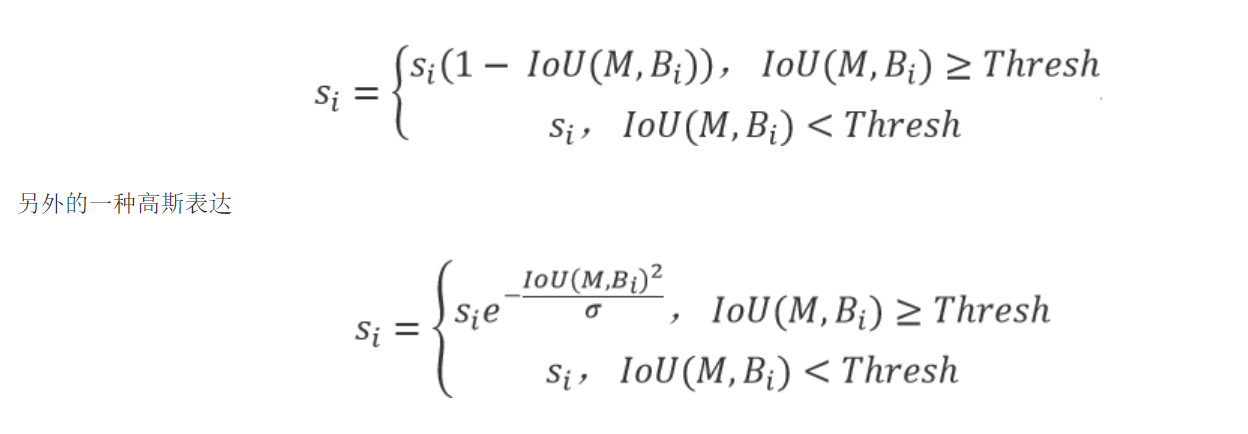 s_i = { s_i(1 − IoU(M,B_i)), IoU(M,B_i) ≥ Thresh
s_i, IoU(M,B_i) < Thresh
另外的一种高斯表达
s_i = { s_i e^{−\frac{IoU(M,B_i)^2}{σ}}, IoU(M,B_i) ≥ Thresh
s_i, IoU(M,B_i) < Thresh